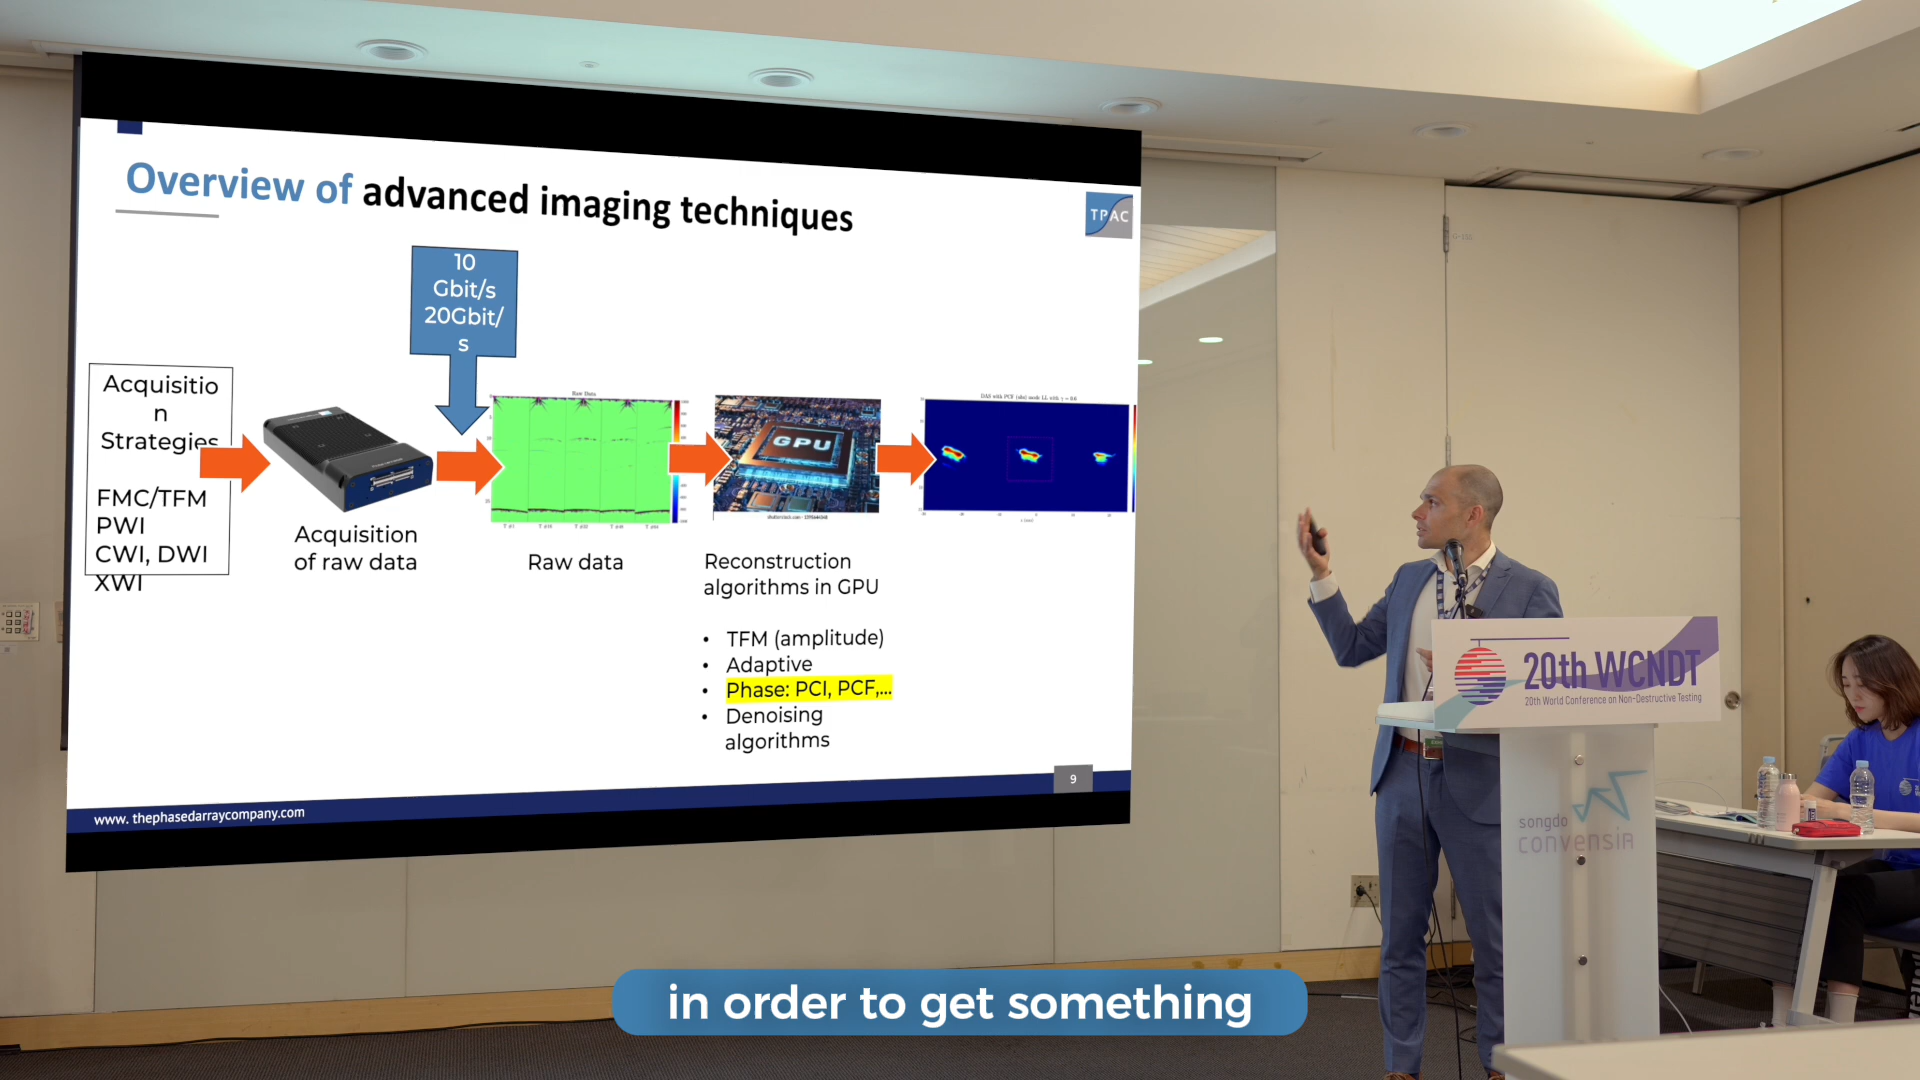 Overview of advanced imaging techniques
TPAC
10
Gbit/s
20Gbit/
s
Acquisitio
n
Strategies
FMC/TFM
PWI
CWI, DWI
XWI
Acquisition
of raw data
Raw Data
Raw data
GPU
Reconstruction
algorithms in GPU
• TFM (amplitude)
• Adaptive
• Phase: PCI, PCF,...
• Denoising
algorithms
9
www. thephasedarraycompany.com
20th WCNDT
20th World Conference on Non-Destructive Testing
songdo
convensia
in order to get something